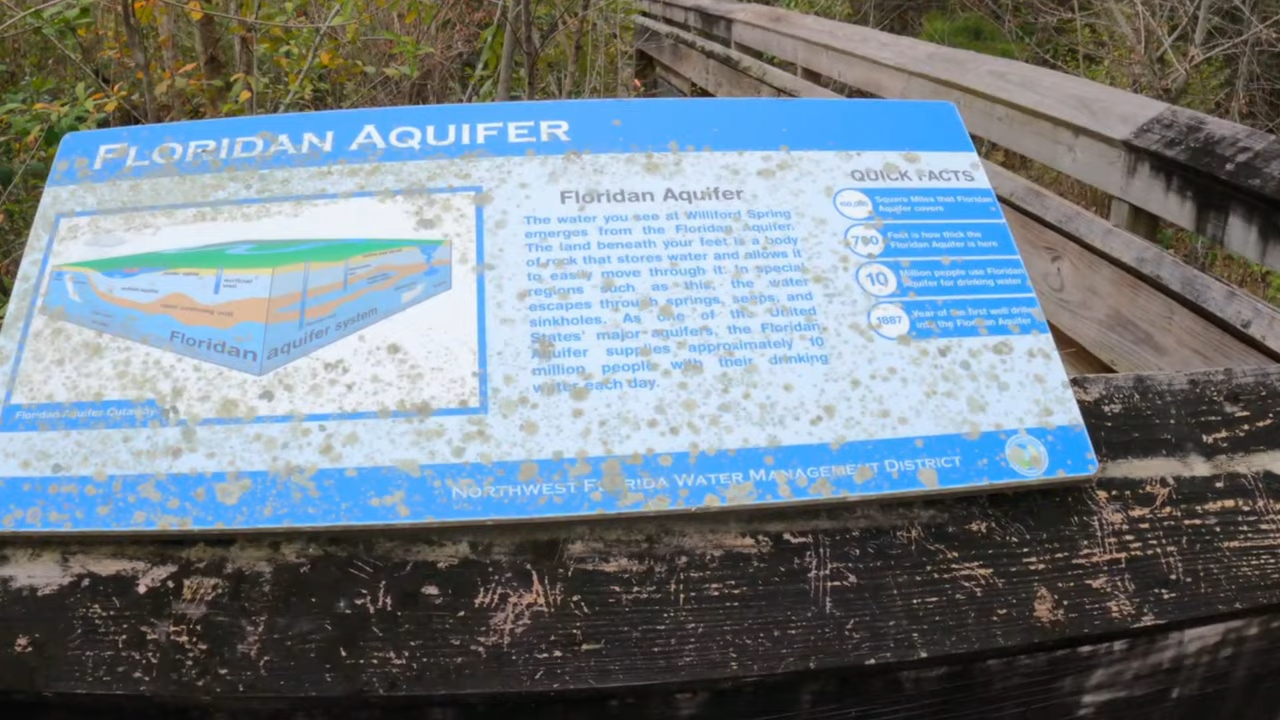 FLORIDAN AQUIFER
Floridan Aquifer
The water you see at Williford Spring
emerges from the Floridan Aquifer.
The land beneath your feet is a body
of rock that stores water and allows it
to easily move through it. In special
regions such as this, the water
escapes through springs, seeps, and
sinkholes. As one of the United
States' major aquifers, the Floridan
Aquifer supplies approximately 10
million people with their drinking
water each day.
QUICK FACTS
100,000 Square Miles that Floridan
Aquifer covers
Feet is how thick the
Floridan Aquifer is here
10 Million people use Floridan
Aquifer for drinking water
1887 Year of the first well drilled
into the Floridan Aquifer
Floridan aquifer system
Floridan Aquifer Cutaway
NORTHWEST FLORIDA WATER MANAGEMENT DISTRICT